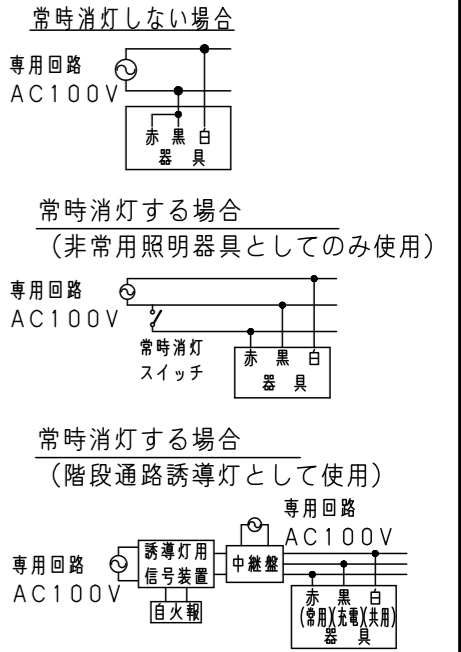 常時消灯しない場合
専用回路
AC100V
赤 黒 白
器 具
常時消灯する場合
(非常用照明器具としてのみ使用)
専用回路
AC100V
常時消灯
スイッチ
赤 黒 白
器 具
常時消灯する場合
(階段通路誘導灯として使用)
専用回路
AC100V
専用回路
AC100V
誘導灯用
信号装置
中継盤
自火報
赤 黒 白
(常用)(充電)(共用)
器 具